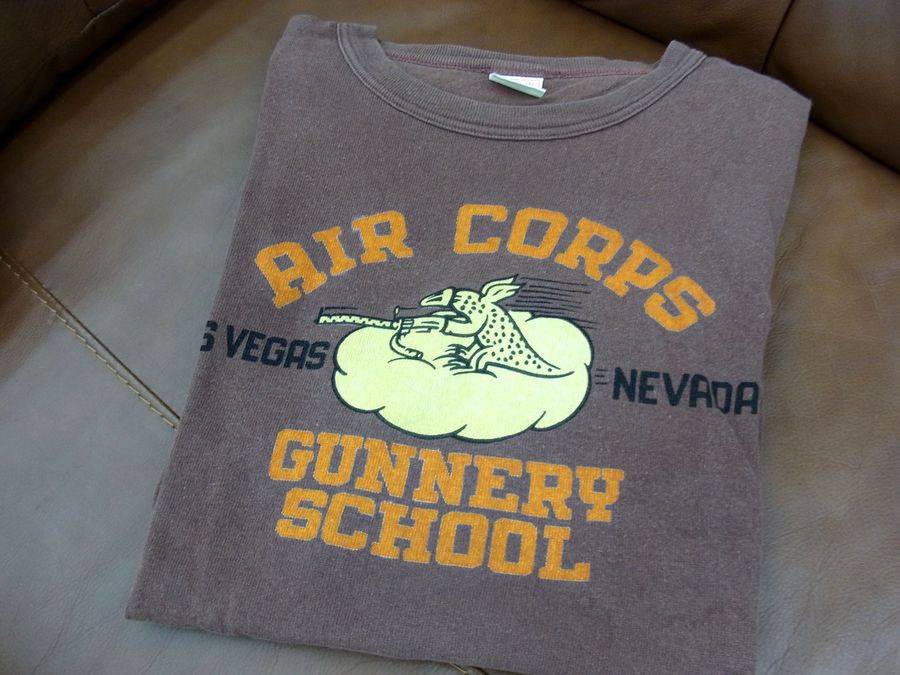 AIR CORPS
S VEGAS NEVADA
GUNNERY
SCHOOL